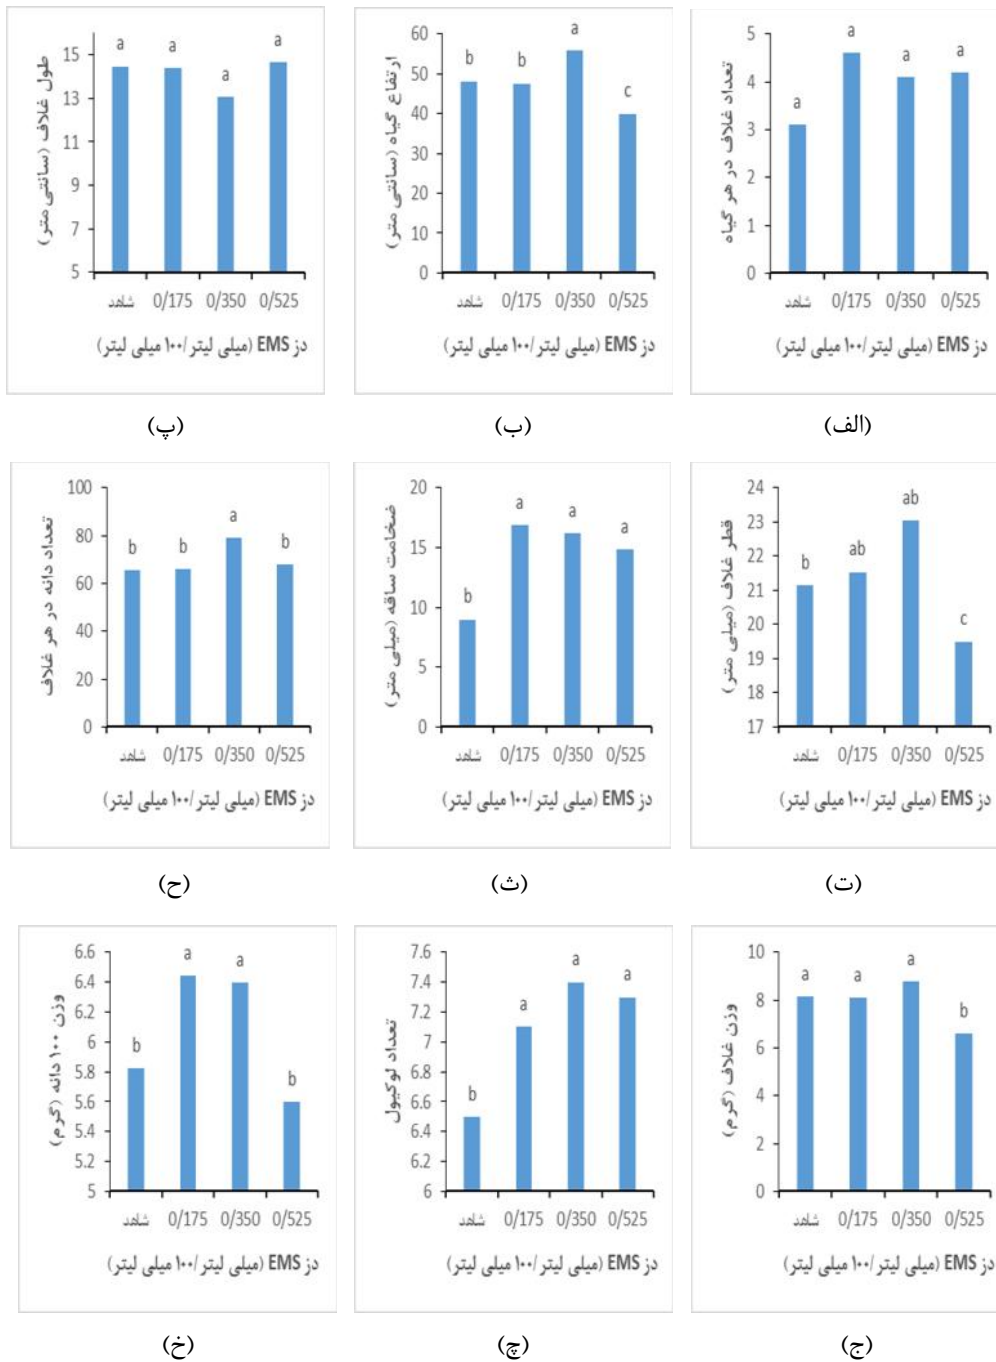 تعداد غلاف در هر گیاه
5
4
3
2
1
0
a a a a
شاهد 0/175 0/350 0/525
دز EMS (میلی لیتر/۱۰۰ میلی لیتر)
(الف)
ارتفاع گیاه (سانتی متر)
60
50
40
30
20
10
0
b b a c
شاهد 0/175 0/350 0/525
دز EMS (میلی لیتر/۱۰۰ میلی لیتر)
(ب)
طول غلاف (سانتی متر)
15
13
11
9
7
5
a a a a
شاهد 0/175 0/350 0/525
دز EMS (میلی لیتر/۱۰۰ میلی لیتر)
(پ)
قطر غلاف (میلی متر)
24
23
22
21
20
19
18
17
b ab ab c
شاهد 0/175 0/350 0/525
دز EMS (میلی لیتر/۱۰۰ میلی لیتر)
(ت)
ضخامت ساقه (میلی متر)
20
15
10
5
0
b a a a
شاهد 0/175 0/350 0/525
دز EMS (میلی لیتر/۱۰۰ میلی لیتر)
(ث)
تعداد دانه در هر غلاف
100
80
60
40
20
0
b b a b
شاهد 0/175 0/350 0/525
دز EMS (میلی لیتر/۱۰۰ میلی لیتر)
(ح)
وزن غلاف (گرم)
10
8
6
4
2
0
a a a b
شاهد 0/175 0/350 0/525
دز EMS (میلی لیتر/۱۰۰ میلی لیتر)
(ج)
تعداد لوکیول
7.6
7.4
7.2
7
6.8
6.6
6.4
6.2
6
b a a a
شاهد 0/175 0/350 0/525
دز EMS (میلی لیتر/۱۰۰ میلی لیتر)
(چ)
وزن ۱۰۰ دانه (گرم)
6.6
6.4
6.2
6
5.8
5.6
5.4
5.2
5
b a a b
شاهد 0/175 0/350 0/525
دز EMS (میلی لیتر/۱۰۰ میلی لیتر)
(خ)